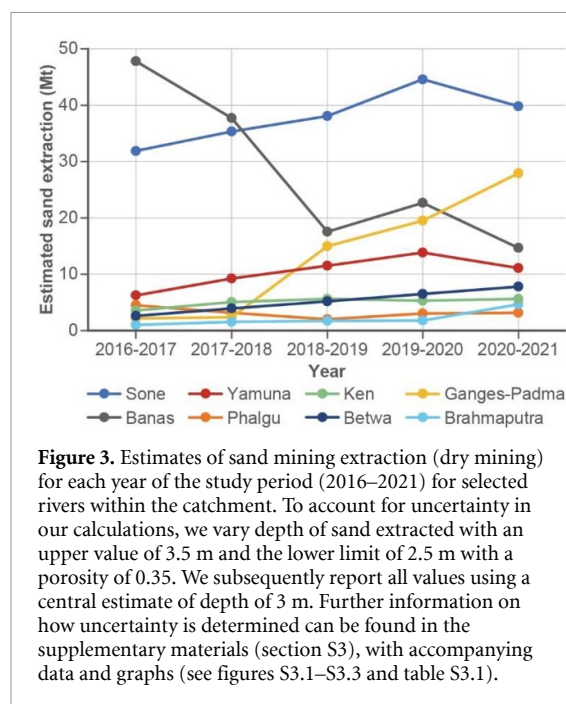 50
40
30
20
10
0
Estimated sand extraction (Mt)
2016-2017 2017-2018 2018-2019 2019-2020 2020-2021
Year
Sone Yamuna Ken Ganges-Padma
Banas Phalgu Betwa Brahmaputra
Figure 3. Estimates of sand mining extraction (dry mining)
for each year of the study period (2016–2021) for selected
rivers within the catchment. To account for uncertainty in
our calculations, we vary depth of sand extracted with an
upper value of 3.5 m and the lower limit of 2.5 m with a
porosity of 0.35. We subsequently report all values using a
central estimate of depth of 3 m. Further information on
how uncertainty is determined can be found in the
supplementary materials (section S3), with accompanying
data and graphs (see figures S3.1–S3.3 and table S3.1).